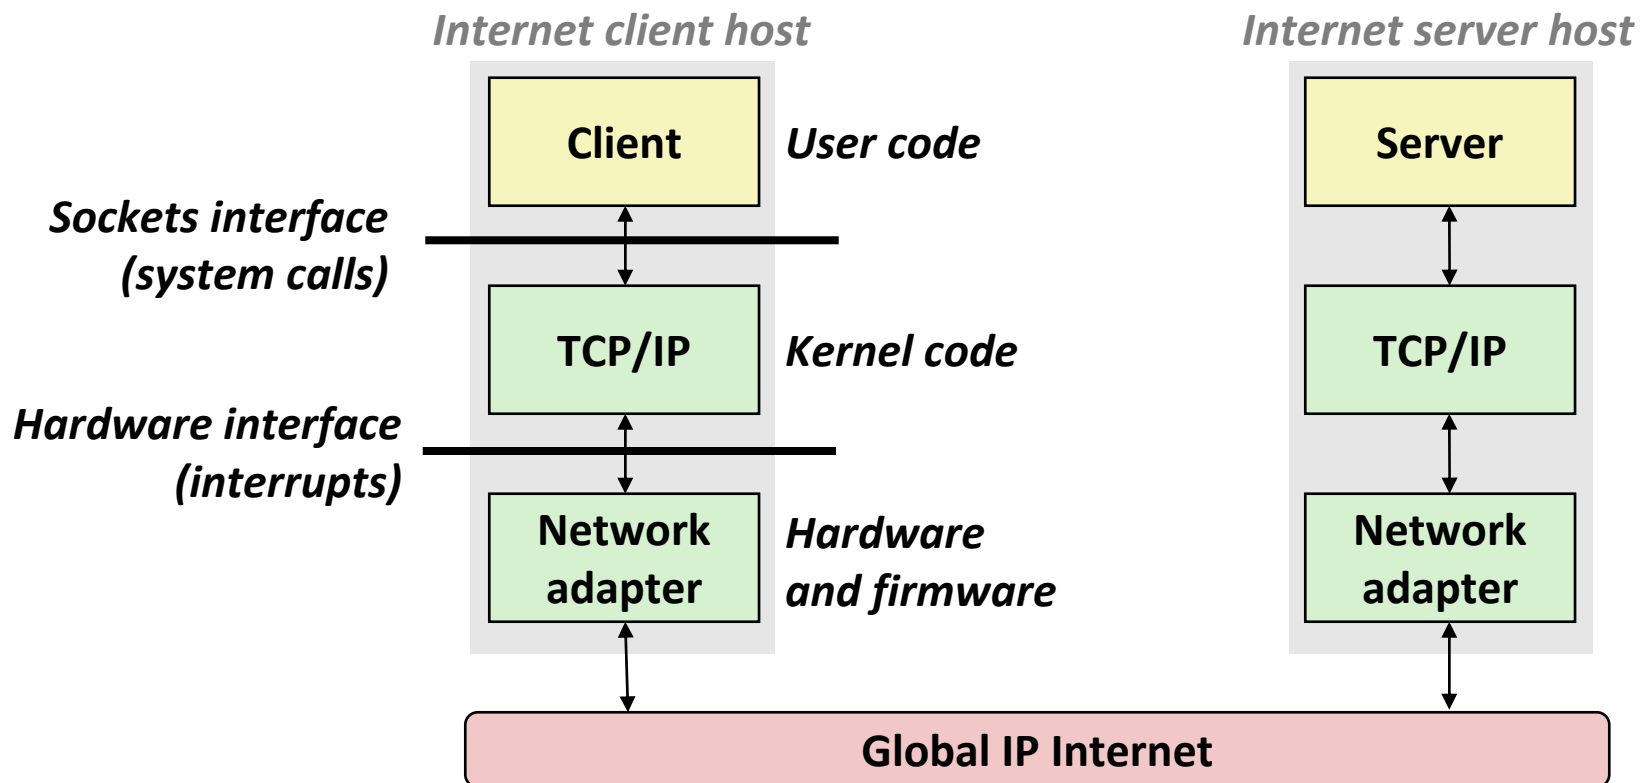 Internet client host
Internet server host
Client
User code
Server
Sockets interface
(system calls)
TCP/IP
Kernel code
TCP/IP
Hardware interface
(interrupts)
Network
adapter
Hardware
and firmware
Network
adapter
Global IP Internet